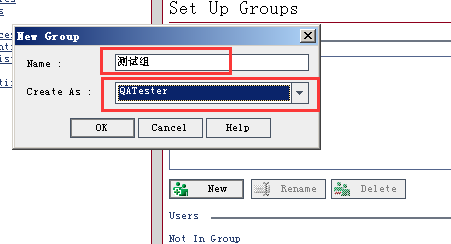 Set Up Groups
New Group
Name :
测试组
Create As :
QATester
OK
Cancel
Help
New
Rename
Delete
Users
Not In Group